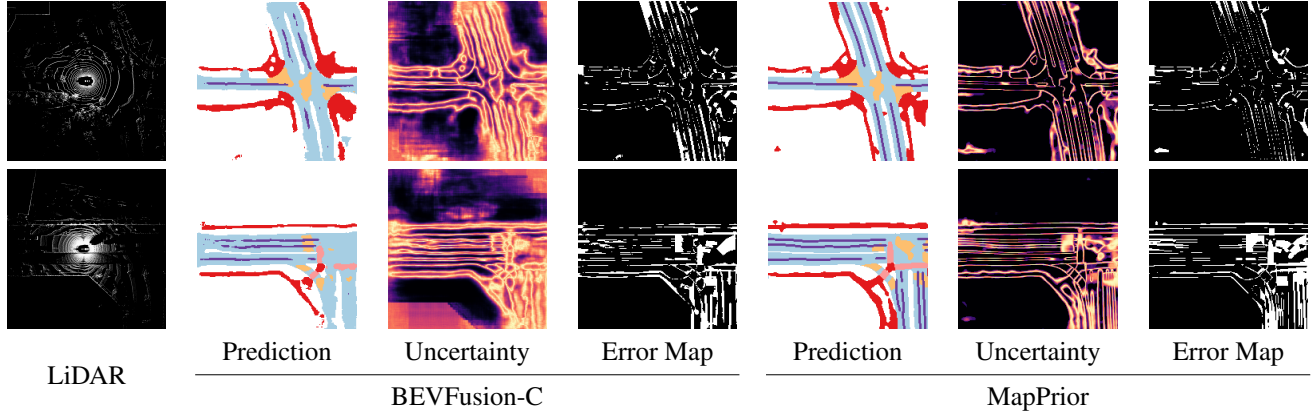 Prediction Uncertainty Error Map Prediction Uncertainty Error Map
LiDAR
BEVFusion-C MapPrior